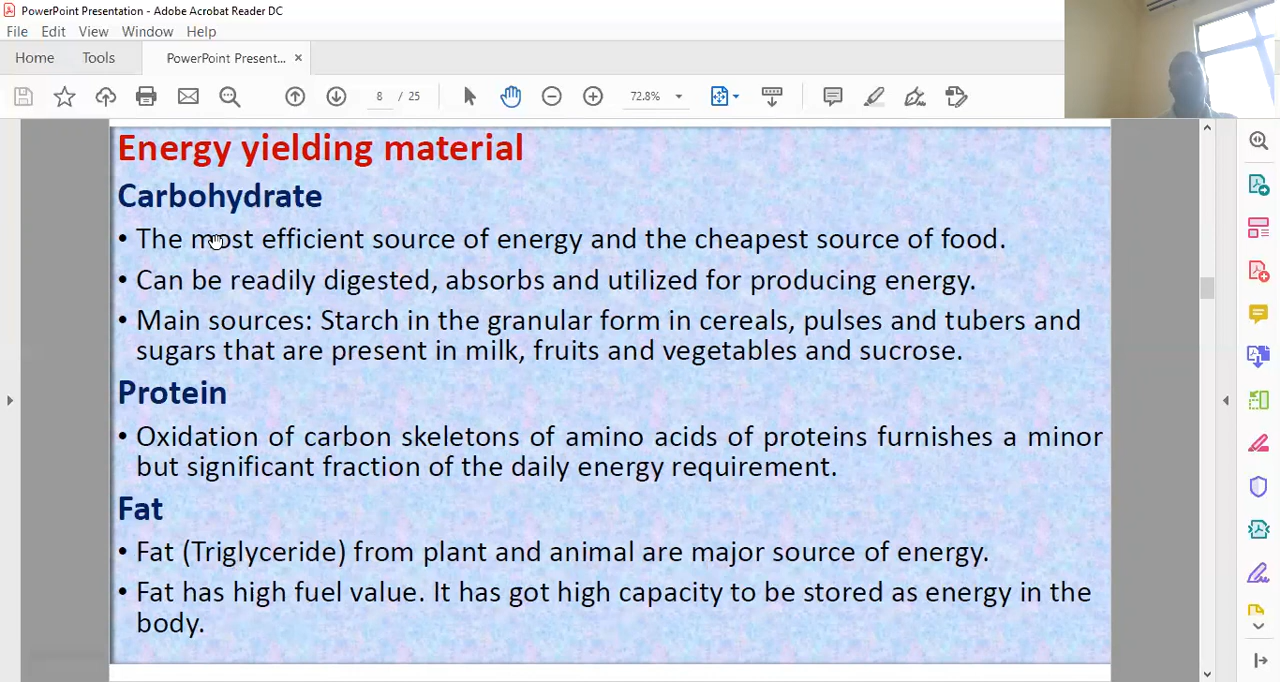 PowerPoint Presentation - Adobe Acrobat Reader DC
File Edit View Window Help
Home Tools PowerPoint Present... ×
8 / 25 72.8%
Energy yielding material
Carbohydrate
• The most efficient source of energy and the cheapest source of food.
• Can be readily digested, absorbs and utilized for producing energy.
• Main sources: Starch in the granular form in cereals, pulses and tubers and
sugars that are present in milk, fruits and vegetables and sucrose.
Protein
• Oxidation of carbon skeletons of amino acids of proteins furnishes a minor
but significant fraction of the daily energy requirement.
Fat
• Fat (Triglyceride) from plant and animal are major source of energy.
• Fat has high fuel value. It has got high capacity to be stored as energy in the
body.